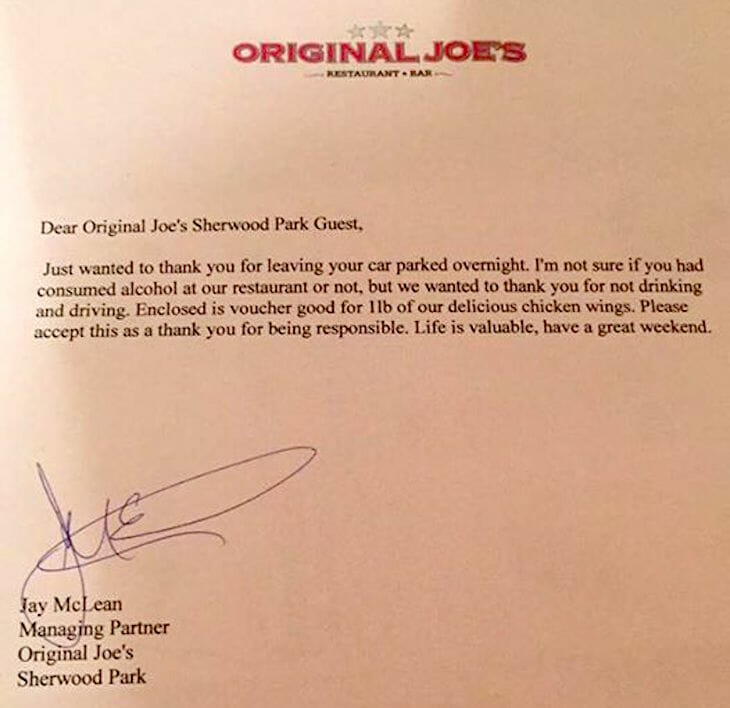 ORIGINAL JOE'S
RESTAURANT • BAR
Dear Original Joe's Sherwood Park Guest,
Just wanted to thank you for leaving your car parked overnight. I'm not sure if you had
consumed alcohol at our restaurant or not, but we wanted to thank you for not drinking
and driving. Enclosed is voucher good for 1lb of our delicious chicken wings. Please
accept this as a thank you for being responsible. Life is valuable, have a great weekend.
Jay McLean
Managing Partner
Original Joe's
Sherwood Park